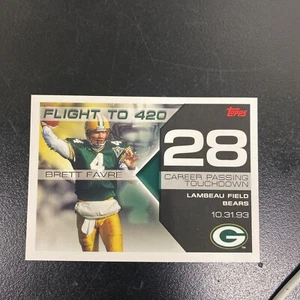 FLIGHT TO 420
Topps
4
BRETT FAVRE
28
CAREER PASSING
TOUCHDOWN
LAMBEAU FIELD
BEARS
10.31.93
G